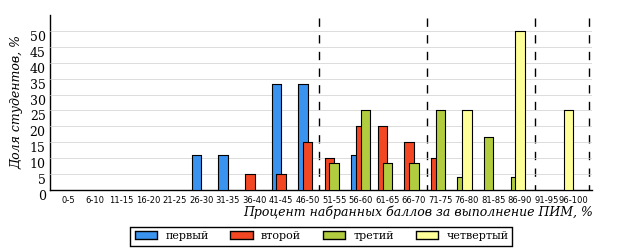 Доля студентов, %
50
45
40
35
30
25
20
15
10
5
0
0-5 6-10 11-15 16-20 21-25 26-30 31-35 36-40 41-45 46-50 51-55 56-60 61-65 66-70 71-75 76-80 81-85 86-90 91-95 96-100
Процент набранных баллов за выполнение ПИМ, %
первый второй третий четвертый